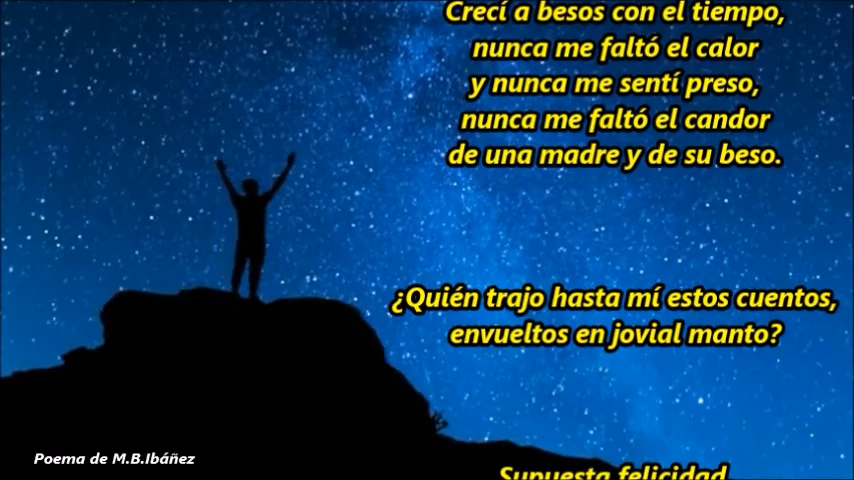 Crecí a besos con el tiempo,
nunca me faltó el calor
y nunca me sentí preso,
nunca me faltó el candor
de una madre y de su beso.
¿Quién trajo hasta mí estos cuentos,
envueltos en jovial manto?
Supuesta felicidad
Poema de M.B.Ibáñez